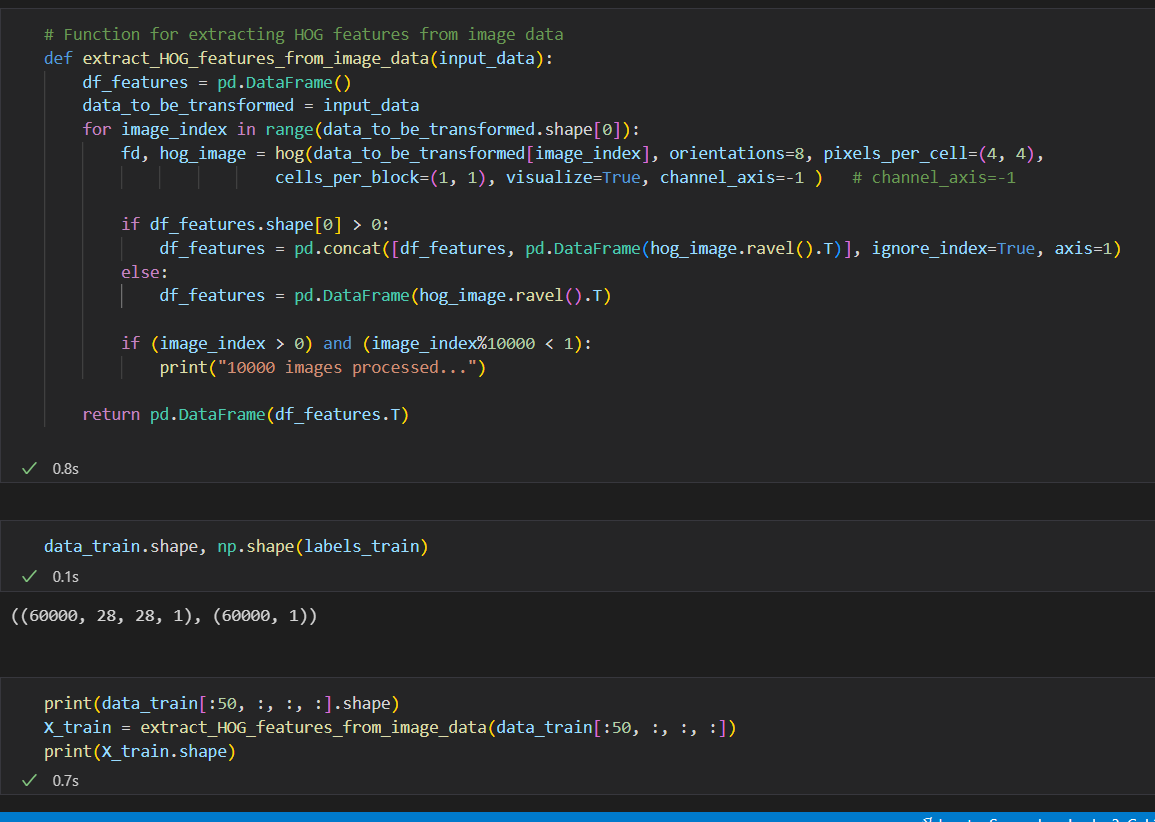 # Function for extracting HOG features from image data
def extract_HOG_features_from_image_data(input_data):
    df_features = pd.DataFrame()
    data_to_be_transformed = input_data
    for image_index in range(data_to_be_transformed.shape[0]):
        fd, hog_image = hog(data_to_be_transformed[image_index], orientations=8, pixels_per_cell=(4, 4),
                        cells_per_block=(1, 1), visualize=True, channel_axis=-1 )   # channel_axis=-1
        if df_features.shape[0] > 0:
            df_features = pd.concat([df_features, pd.DataFrame(hog_image.ravel().T)], ignore_index=True, axis=1)
        else:
            df_features = pd.DataFrame(hog_image.ravel().T)
        if (image_index > 0) and (image_index%10000 < 1):
            print("10000 images processed...")
    return pd.DataFrame(df_features.T)
0.8s
data_train.shape, np.shape(labels_train)
0.1s
((60000, 28, 28, 1), (60000, 1))
print(data_train[:50, :, :, :].shape)
X_train = extract_HOG_features_from_image_data(data_train[:50, :, :, :])
print(X_train.shape)
0.7s